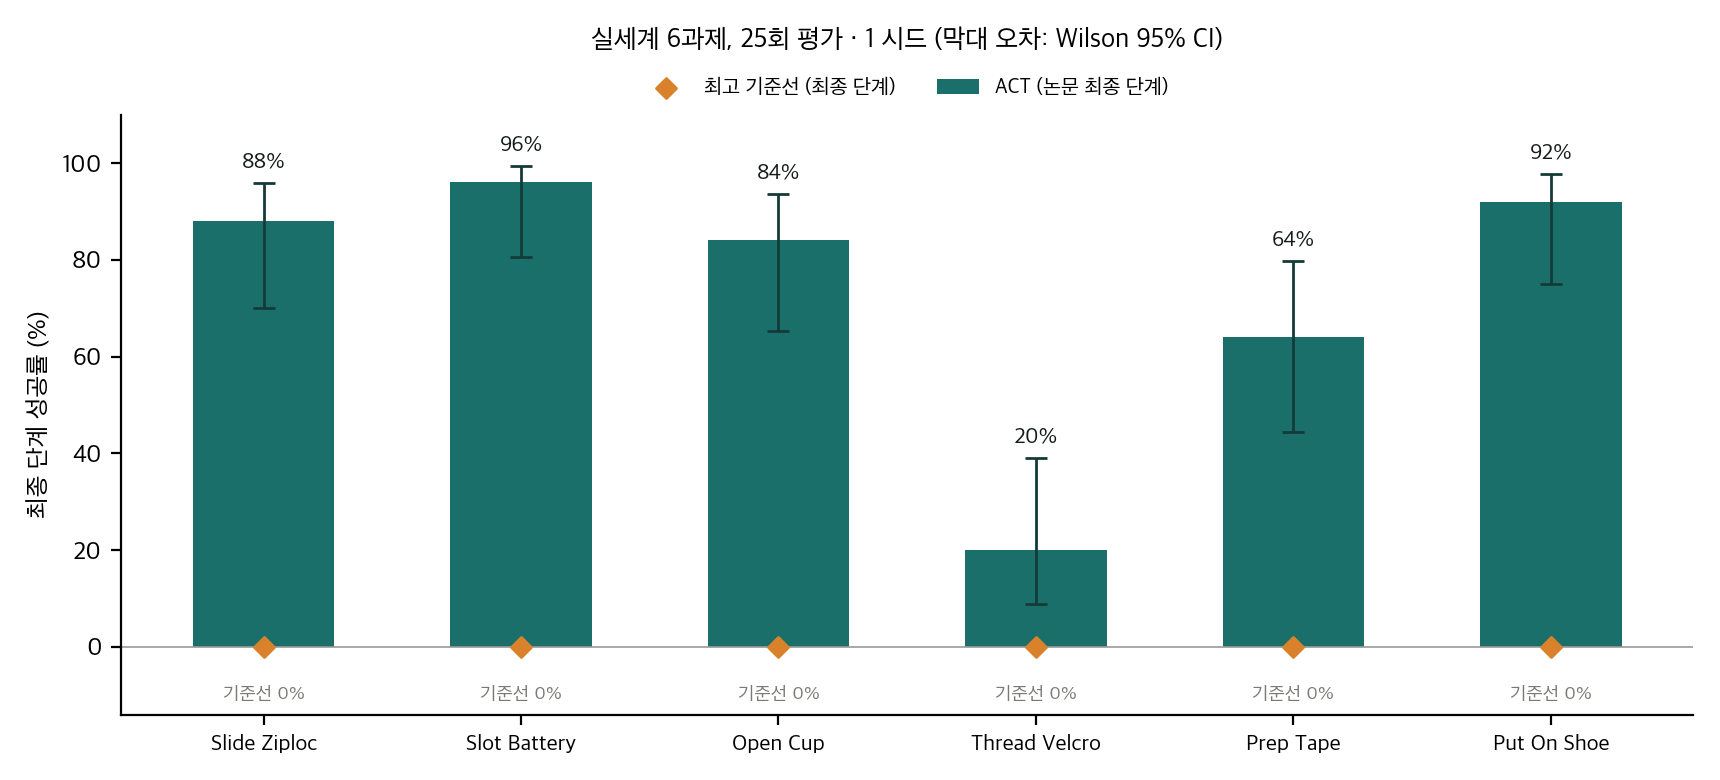 실세계 6과제, 25회 평가 · 1 시드 (막대 오차: Wilson 95% CI)
최고 기준선 (최종 단계)
ACT (논문 최종 단계)
최종 단계 성공률 (%)
100
80
60
40
20
0
88%
96%
84%
20%
64%
92%
기준선 0%
기준선 0%
기준선 0%
기준선 0%
기준선 0%
기준선 0%
Slide Ziploc
Slot Battery
Open Cup
Thread Velcro
Prep Tape
Put On Shoe